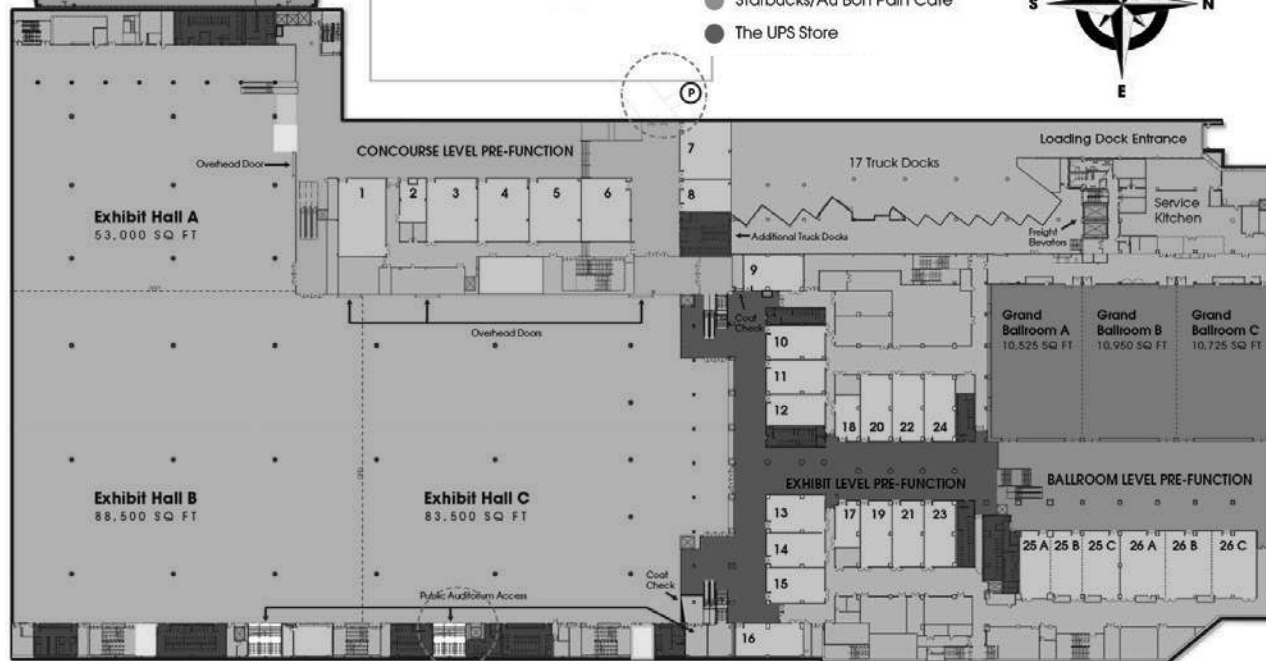 Starbucks/Au Bon Pain Cafe
The UPS Store
S
N
E
P
Loading Dock Entrance
CONCOURSE LEVEL PRE-FUNCTION
7
17 Truck Docks
Overhead Door
1
2
3
4
5
6
8
Service
Kitchen
Exhibit Hall A
53,000 SQ FT
Additional Truck Docks
Freight
Elevators
9
Coat
Check
Overhead Doors
Grand
Ballroom A
10,525 SQ FT
Grand
Ballroom B
10,950 SQ FT
Grand
Ballroom C
10,725 SQ FT
10
11
12
18
20
22
24
Exhibit Hall B
88,500 SQ FT
Exhibit Hall C
83,500 SQ FT
EXHIBIT LEVEL PRE-FUNCTION
BALLROOM LEVEL PRE-FUNCTION
13
14
15
17
19
21
23
25 A
25 B
25 C
26 A
26 B
26 C
Coat
Check
Public Auditorium Access
16